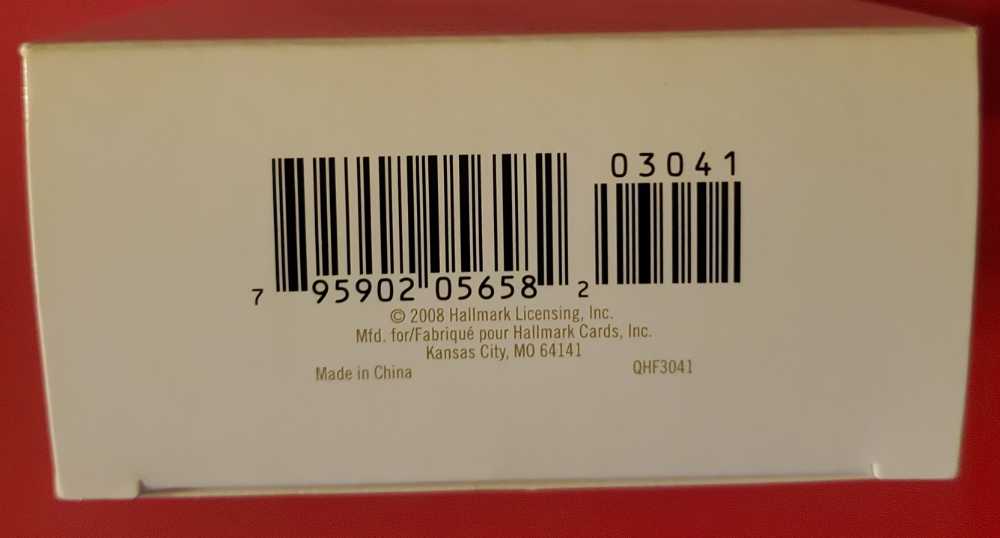 03041
7 95902 05658 2
© 2008 Hallmark Licensing, Inc.
Mfd. for/Fabriqué pour Hallmark Cards, Inc.
Kansas City, MO 64141
Made in China QHF3041